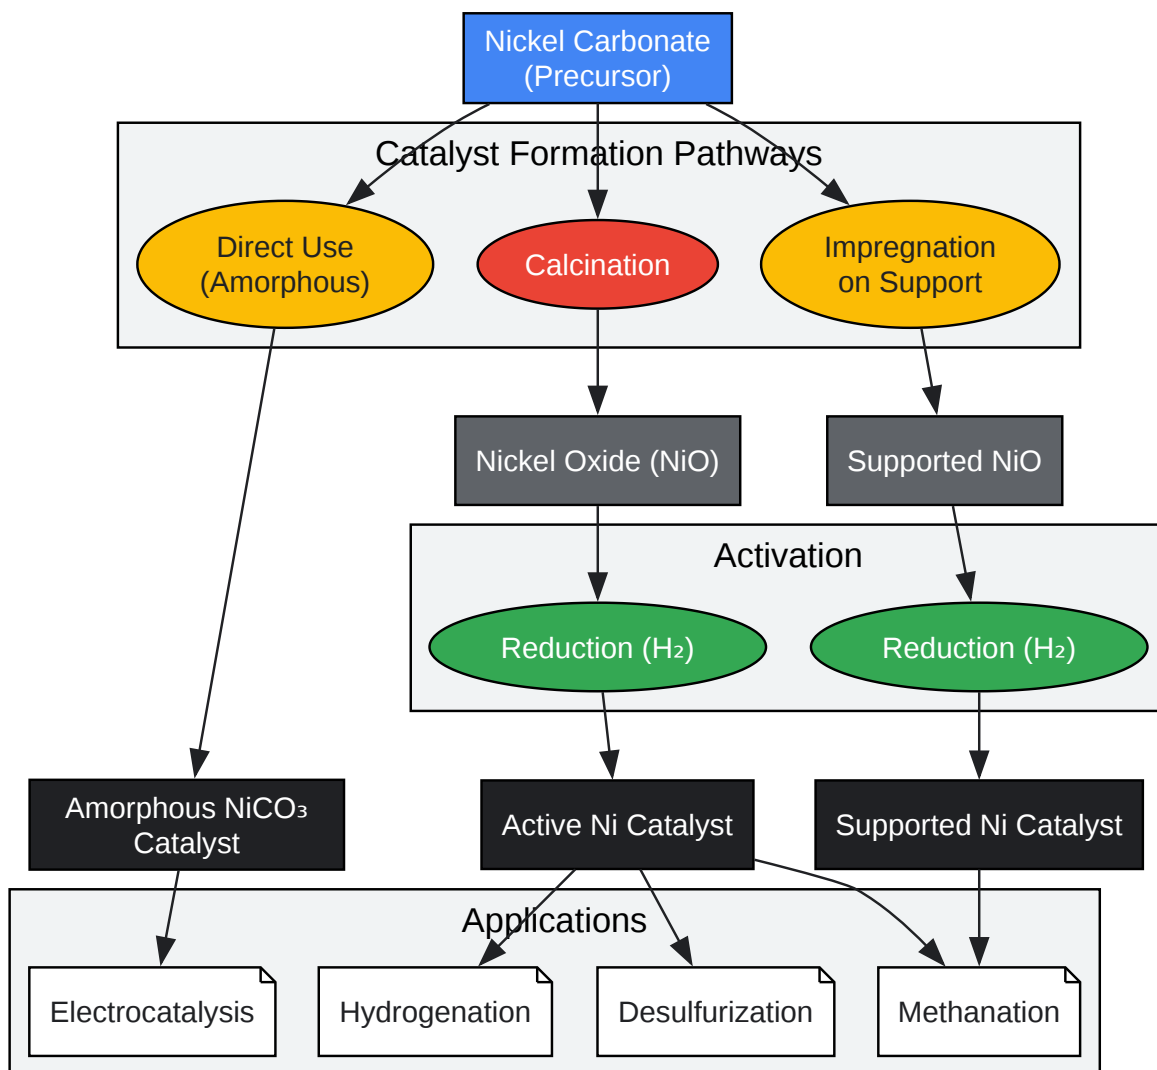 Nickel Carbonate
(Precursor)
Catalyst Formation Pathways
Direct Use
(Amorphous)
Calcination
Impregnation
on Support
Nickel Oxide (NiO)
Supported NiO
Activation
Reduction (H₂)
Reduction (H₂)
Amorphous NiCO₃
Catalyst
Active Ni Catalyst
Supported Ni Catalyst
Applications
Electrocatalysis
Hydrogenation
Desulfurization
Methanation